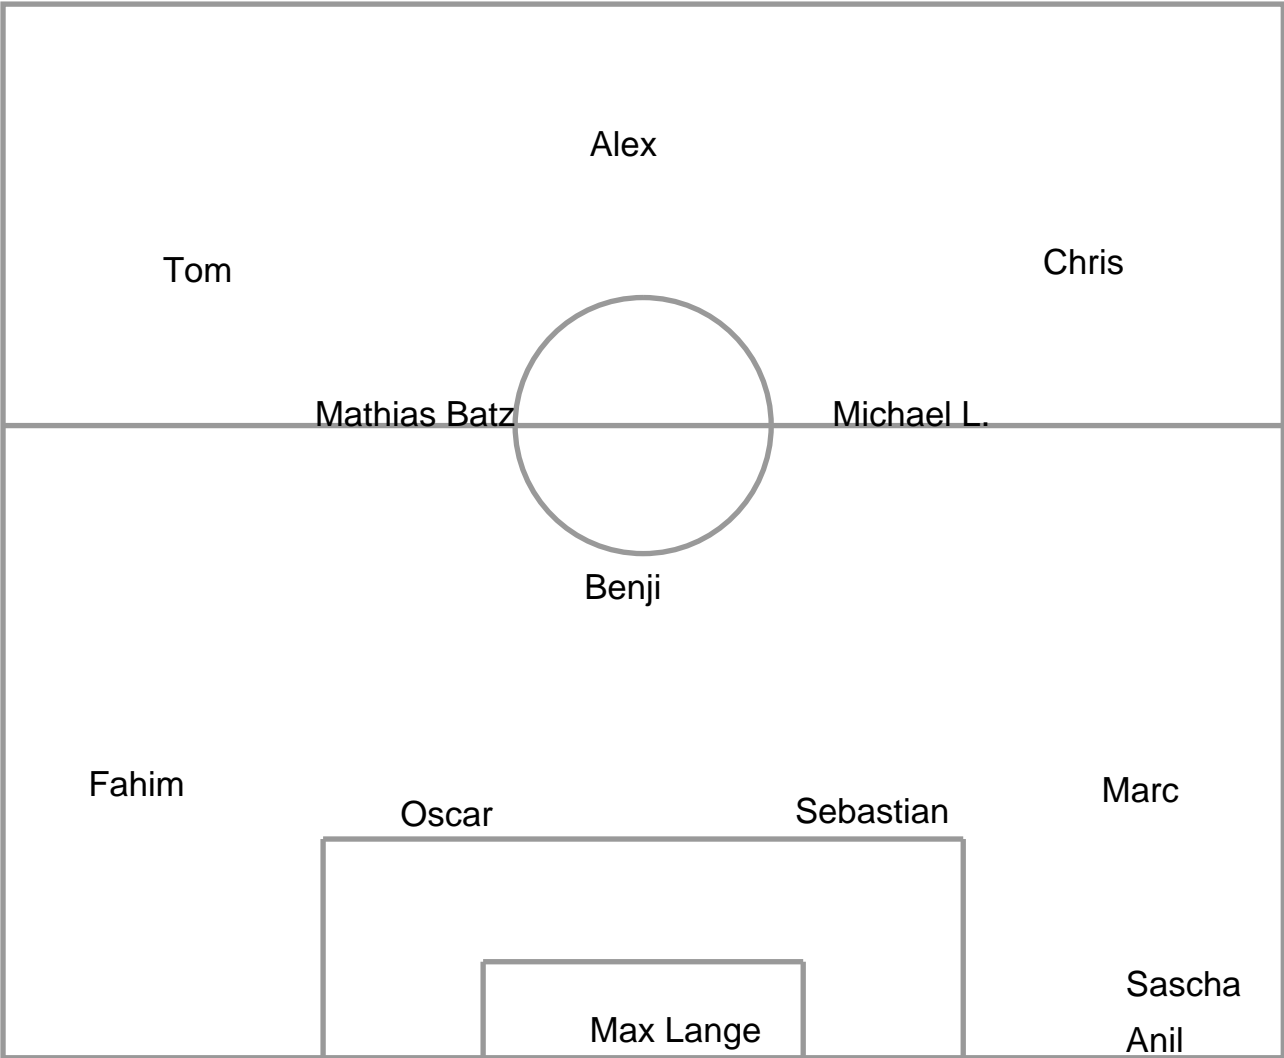 Alex
Tom
Chris
Mathias Batz
Michael L.
Benji
Fahim
Marc
Oscar
Sebastian
Sascha
Max Lange
Anil